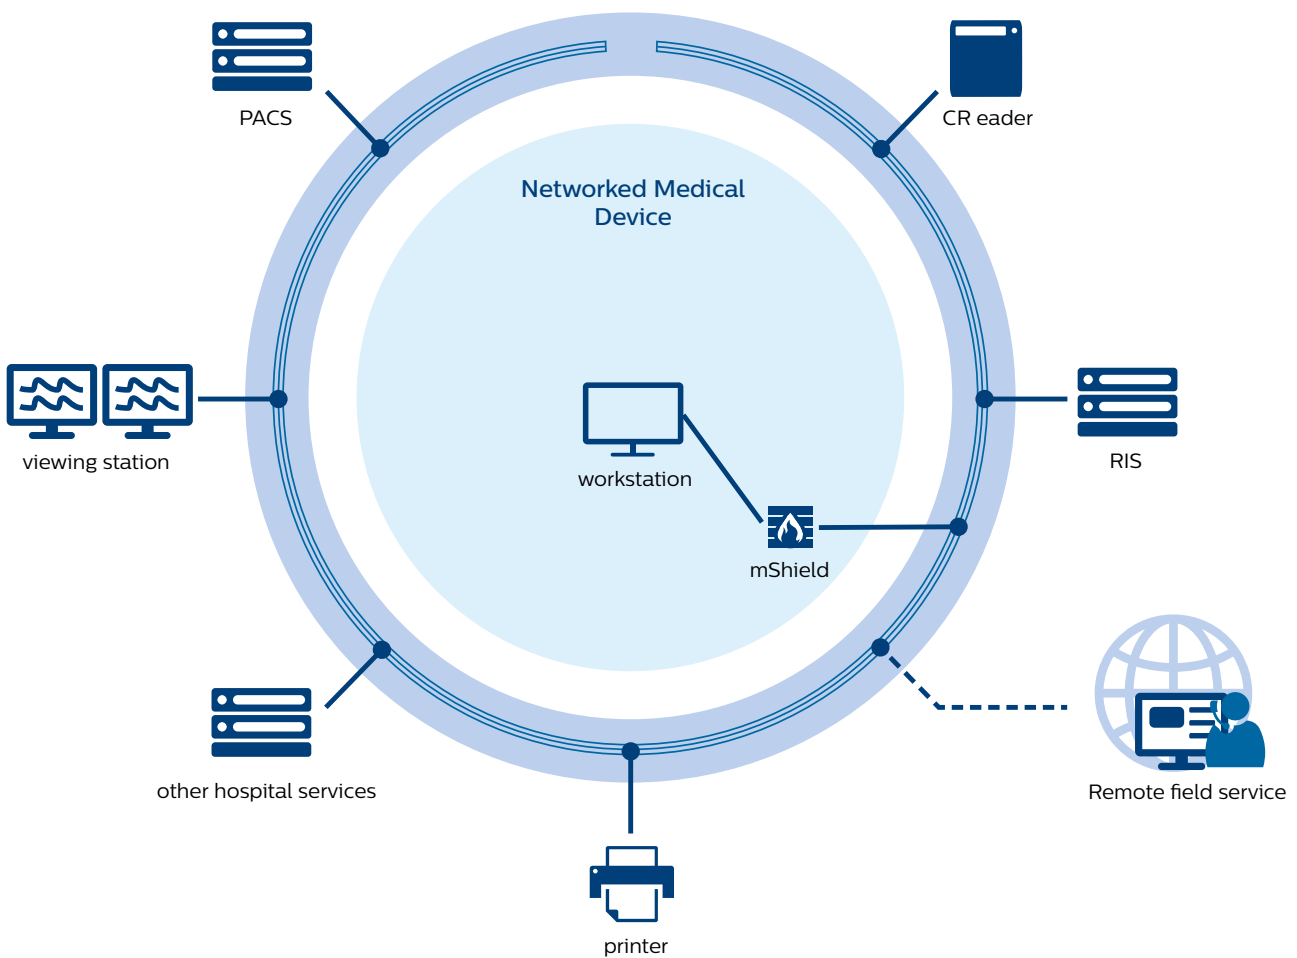 PACS
CR eader
Networked Medical
Device
viewing station
workstation
RIS
mShield
other hospital services
Remote field service
printer